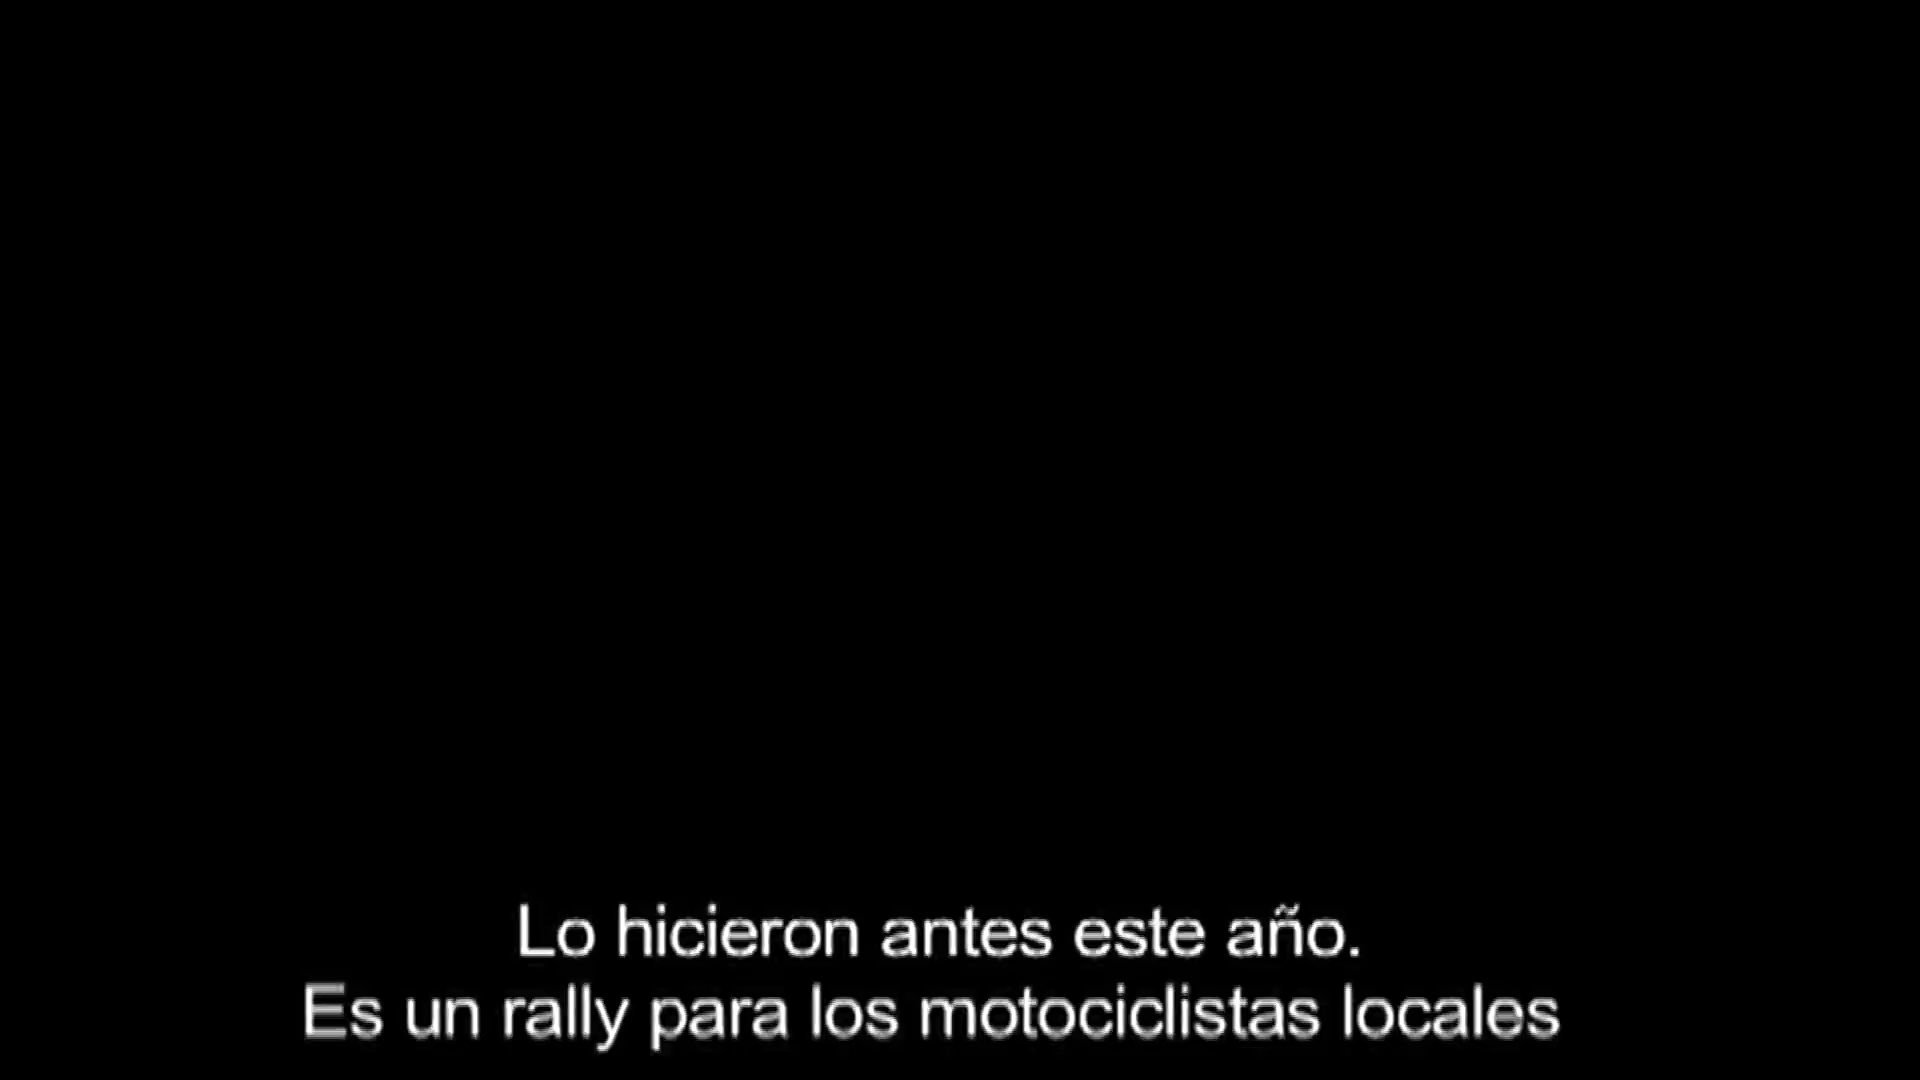 Lo hicieron antes este año.
Es un rally para los motociclistas locales